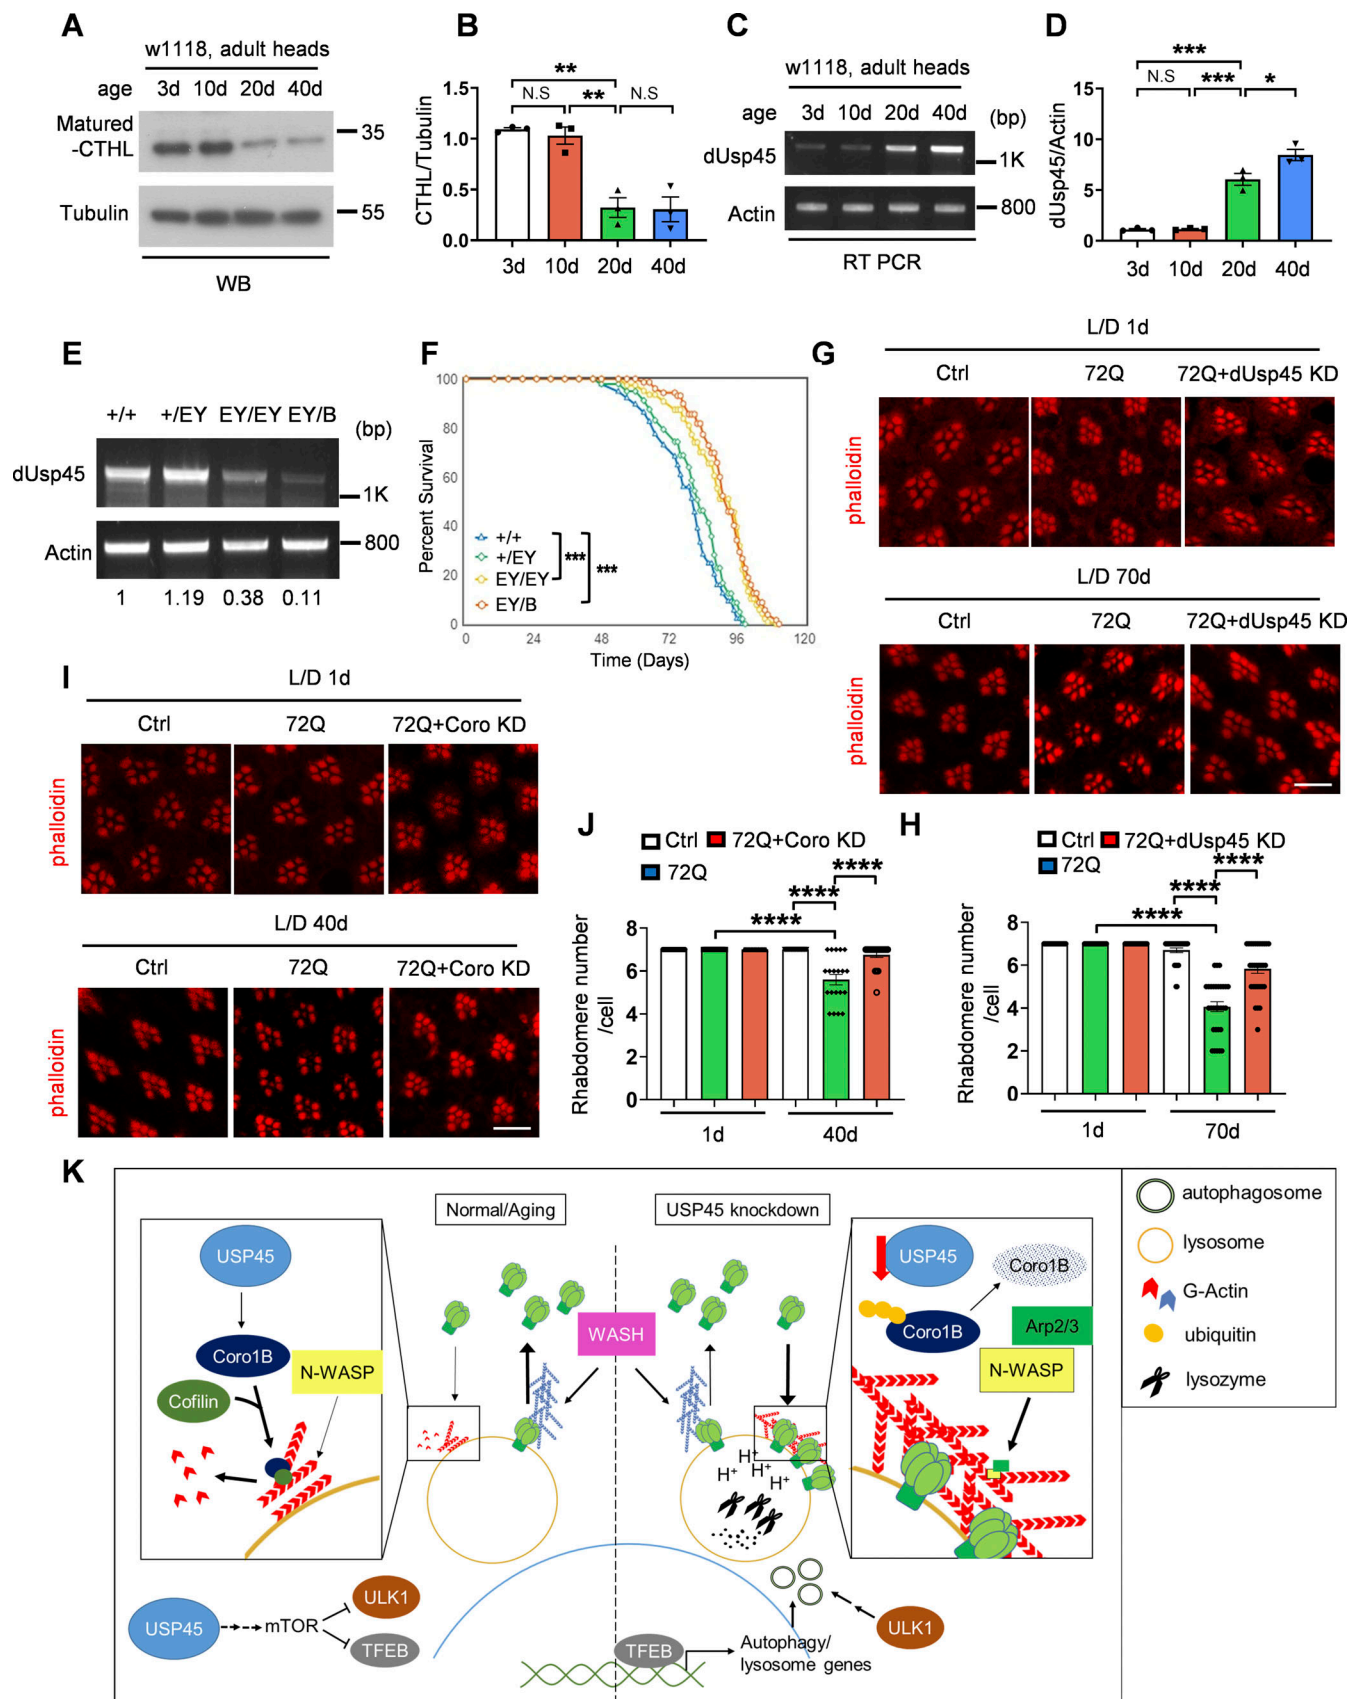 A
w1118, adult heads
age 3d 10d 20d 40d
Matured
-CTHL
35
Tubulin
55
WB
B
**
N.S ** N.S
CTHL/Tubulin
1.5
1.0
0.5
0.0
3d 10d 20d 40d
C
w1118, adult heads
age 3d 10d 20d 40d (bp)
dUsp45
1K
Actin
800
RT PCR
D
***
N.S *** *
dUsp45/Actin
15
10
5
0
3d 10d 20d 40d
E
+/+ +/EY EY/EY EY/B (bp)
dUsp45
1K
Actin
800
1 1.19 0.38 0.11
F
Percent Survival
100
80
60
40
20
0
+/+
+/EY
EY/EY
EY/B
***
***
0 24 48 72 96 120
Time (Days)
G
L/D 1d
Ctrl 72Q 72Q+dUsp45 KD
phalloidin
L/D 70d
Ctrl 72Q 72Q+dUsp45 KD
phalloidin
I
L/D 1d
Ctrl 72Q 72Q+Coro KD
phalloidin
L/D 40d
Ctrl 72Q 72Q+Coro KD
phalloidin
J
Ctrl 72Q+Coro KD
72Q
****
****
****
Rhabdomere number
/cell
8
6
4
2
0
1d 40d
H
Ctrl 72Q+dUsp45 KD
72Q
****
****
****
Rhabdomere number
/cell
8
6
4
2
0
1d 70d
K
Normal/Aging
USP45 knockdown
USP45
Coro1B
N-WASP
Cofilin
WASH
H+
H+
H+
H+
USP45
Coro1B
Coro1B
Arp2/3
N-WASP
USP45
mTOR
ULK1
TFEB
TFEB
Autophagy/
lysosome genes
ULK1
autophagosome
lysosome
G-Actin
ubiquitin
lysozyme